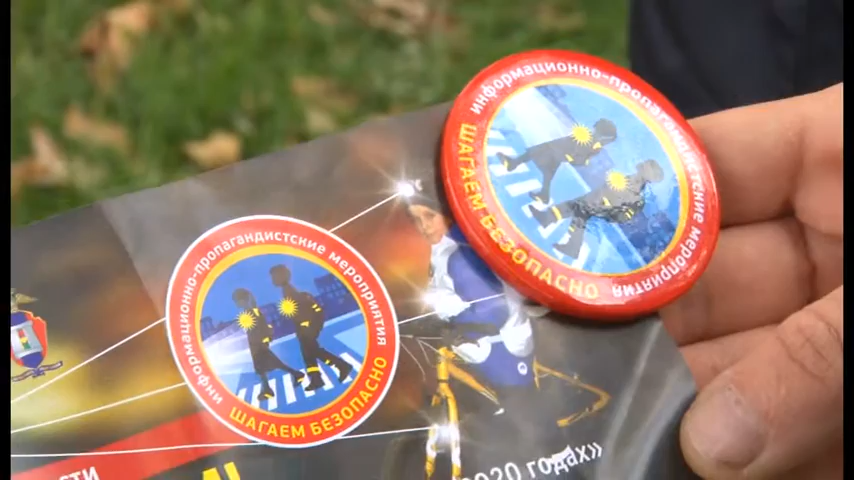 информационно-пропагандистские мероприятия
ШАГАЕМ БЕЗОПАСНО
информационно-пропагандистские мероприятия
ШАГАЕМ БЕЗОПАСНО
2020 годах»